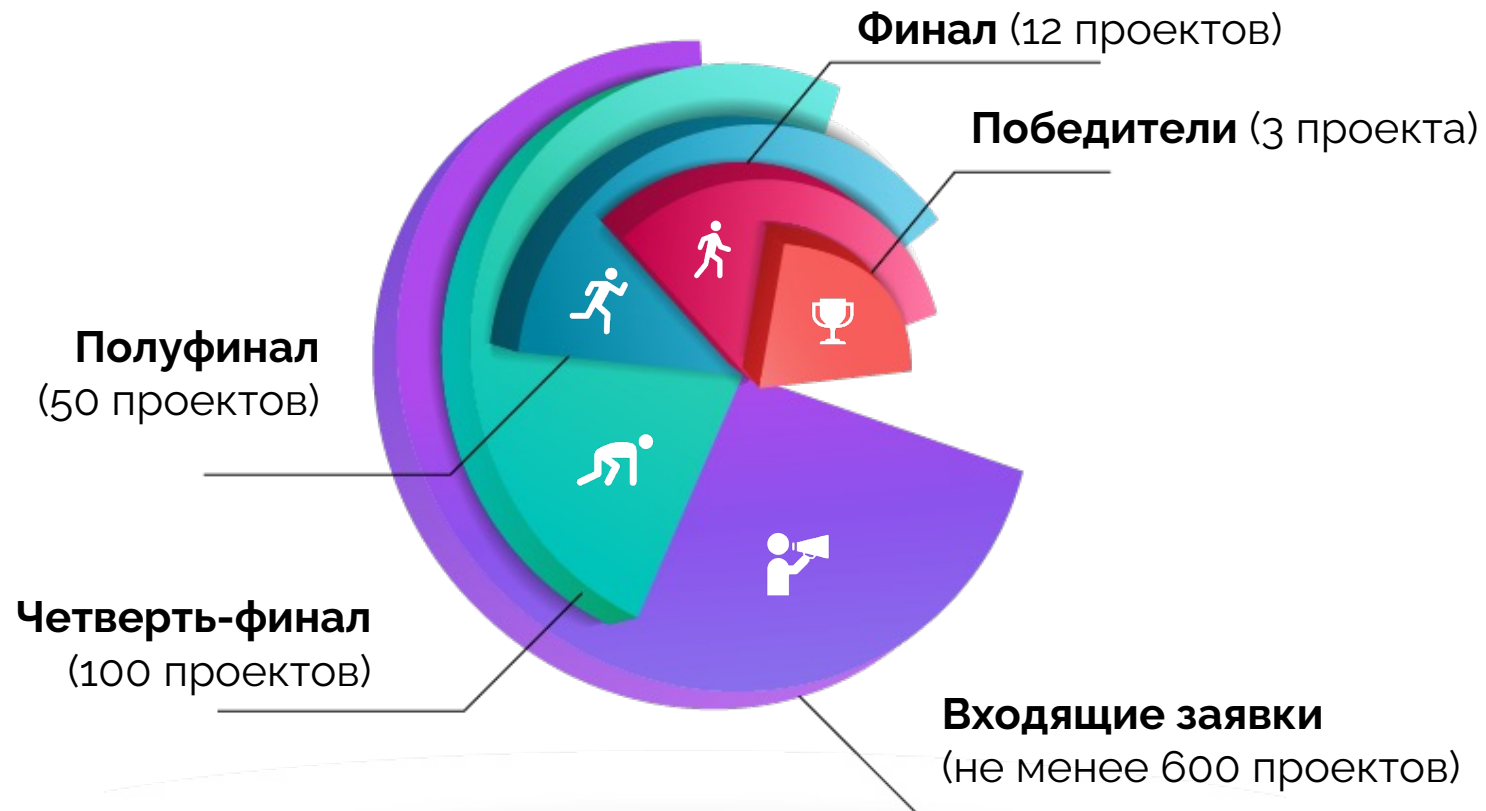 Финал (12 проектов)
Победители (3 проекта)
Полуфинал
(50 проектов)
Четверть-финал
(100 проектов)
Входящие заявки
(не менее 600 проектов)